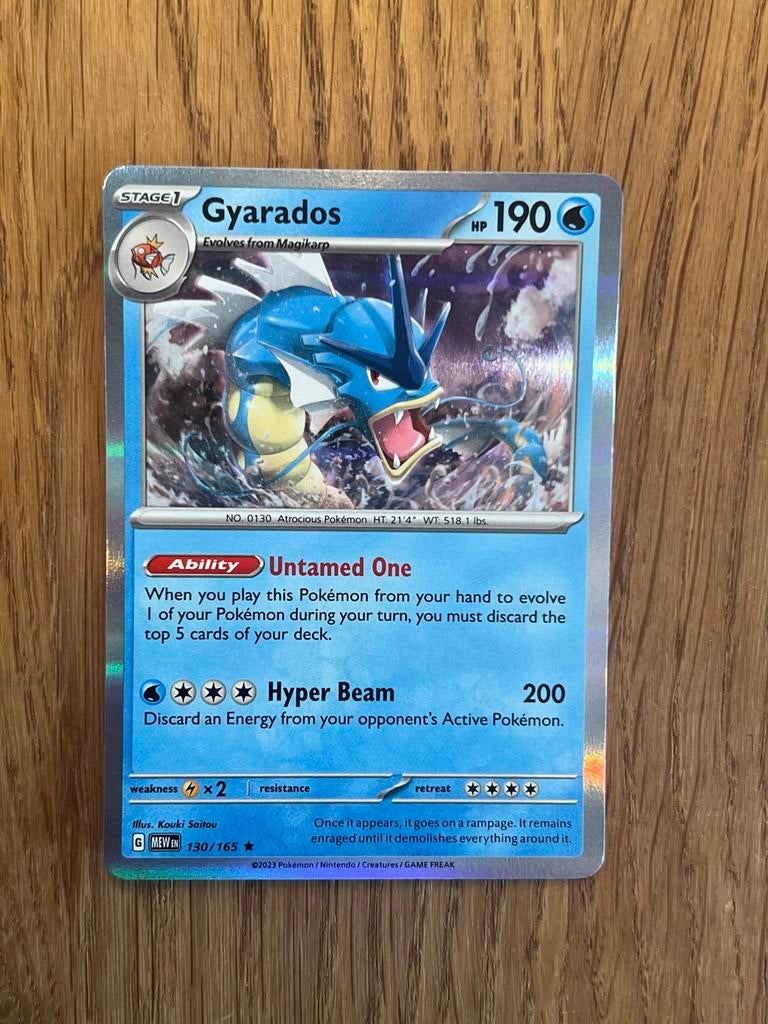 STAGE 1
Gyarados
HP 190
Evolves from Magikarp
NO. 0130 Atrocious Pokémon HT: 21'4" WT: 518.1 lbs.
Ability Untamed One
When you play this Pokémon from your hand to evolve
1 of your Pokémon during your turn, you must discard the
top 5 cards of your deck.
Hyper Beam 200
Discard an Energy from your opponent's Active Pokémon.
weakness ×2 resistance retreat
Illus. Kouki Saitou
G MEW EN 130/165 ★
Once it appears, it goes on a rampage. It remains
enraged until it demolishes everything around it.
©2023 Pokémon / Nintendo / Creatures / GAME FREAK